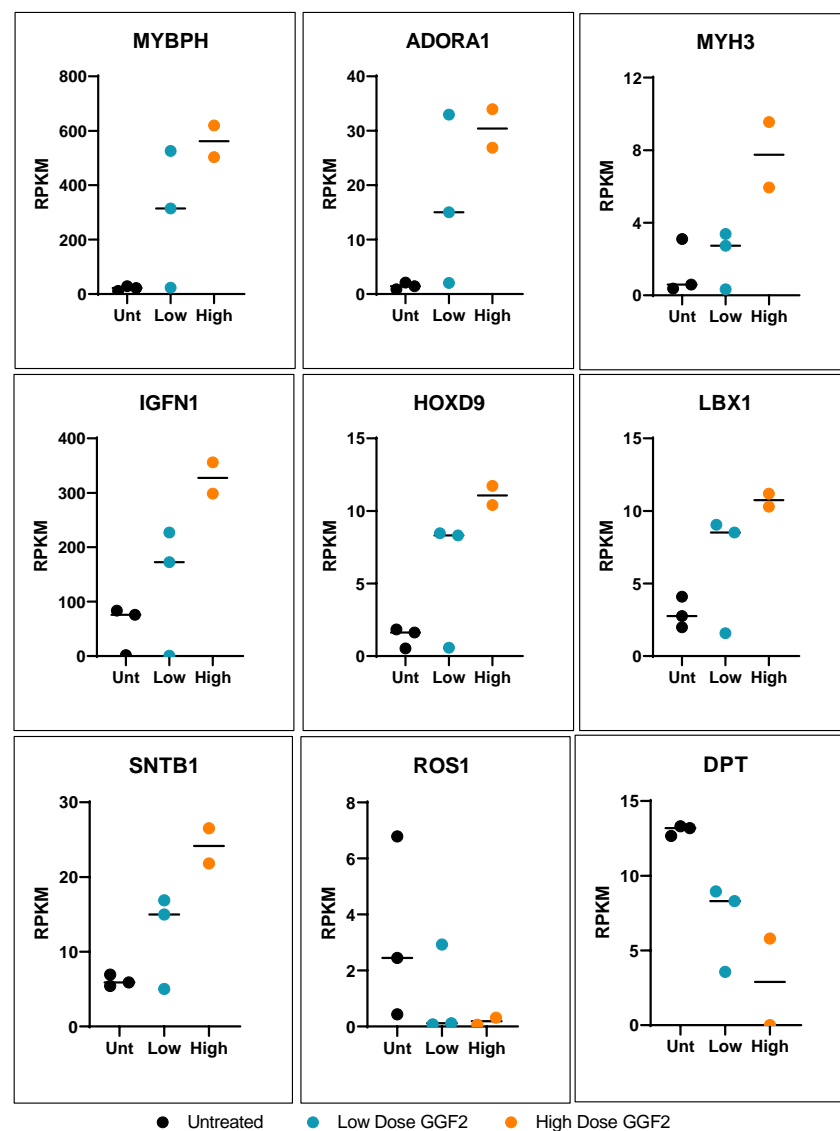 MYBPH
RPKM
800
600
400
200
0
Unt Low High
ADORA1
RPKM
40
30
20
10
0
Unt Low High
MYH3
RPKM
12
8
4
0
Unt Low High
IGFN1
RPKM
400
300
200
100
0
Unt Low High
HOXD9
RPKM
15
10
5
0
Unt Low High
LBX1
RPKM
15
10
5
0
Unt Low High
SNTB1
RPKM
30
20
10
0
Unt Low High
ROS1
RPKM
8
6
4
2
0
Unt Low High
DPT
RPKM
15
10
5
0
Unt Low High
Untreated Low Dose GGF2 High Dose GGF2